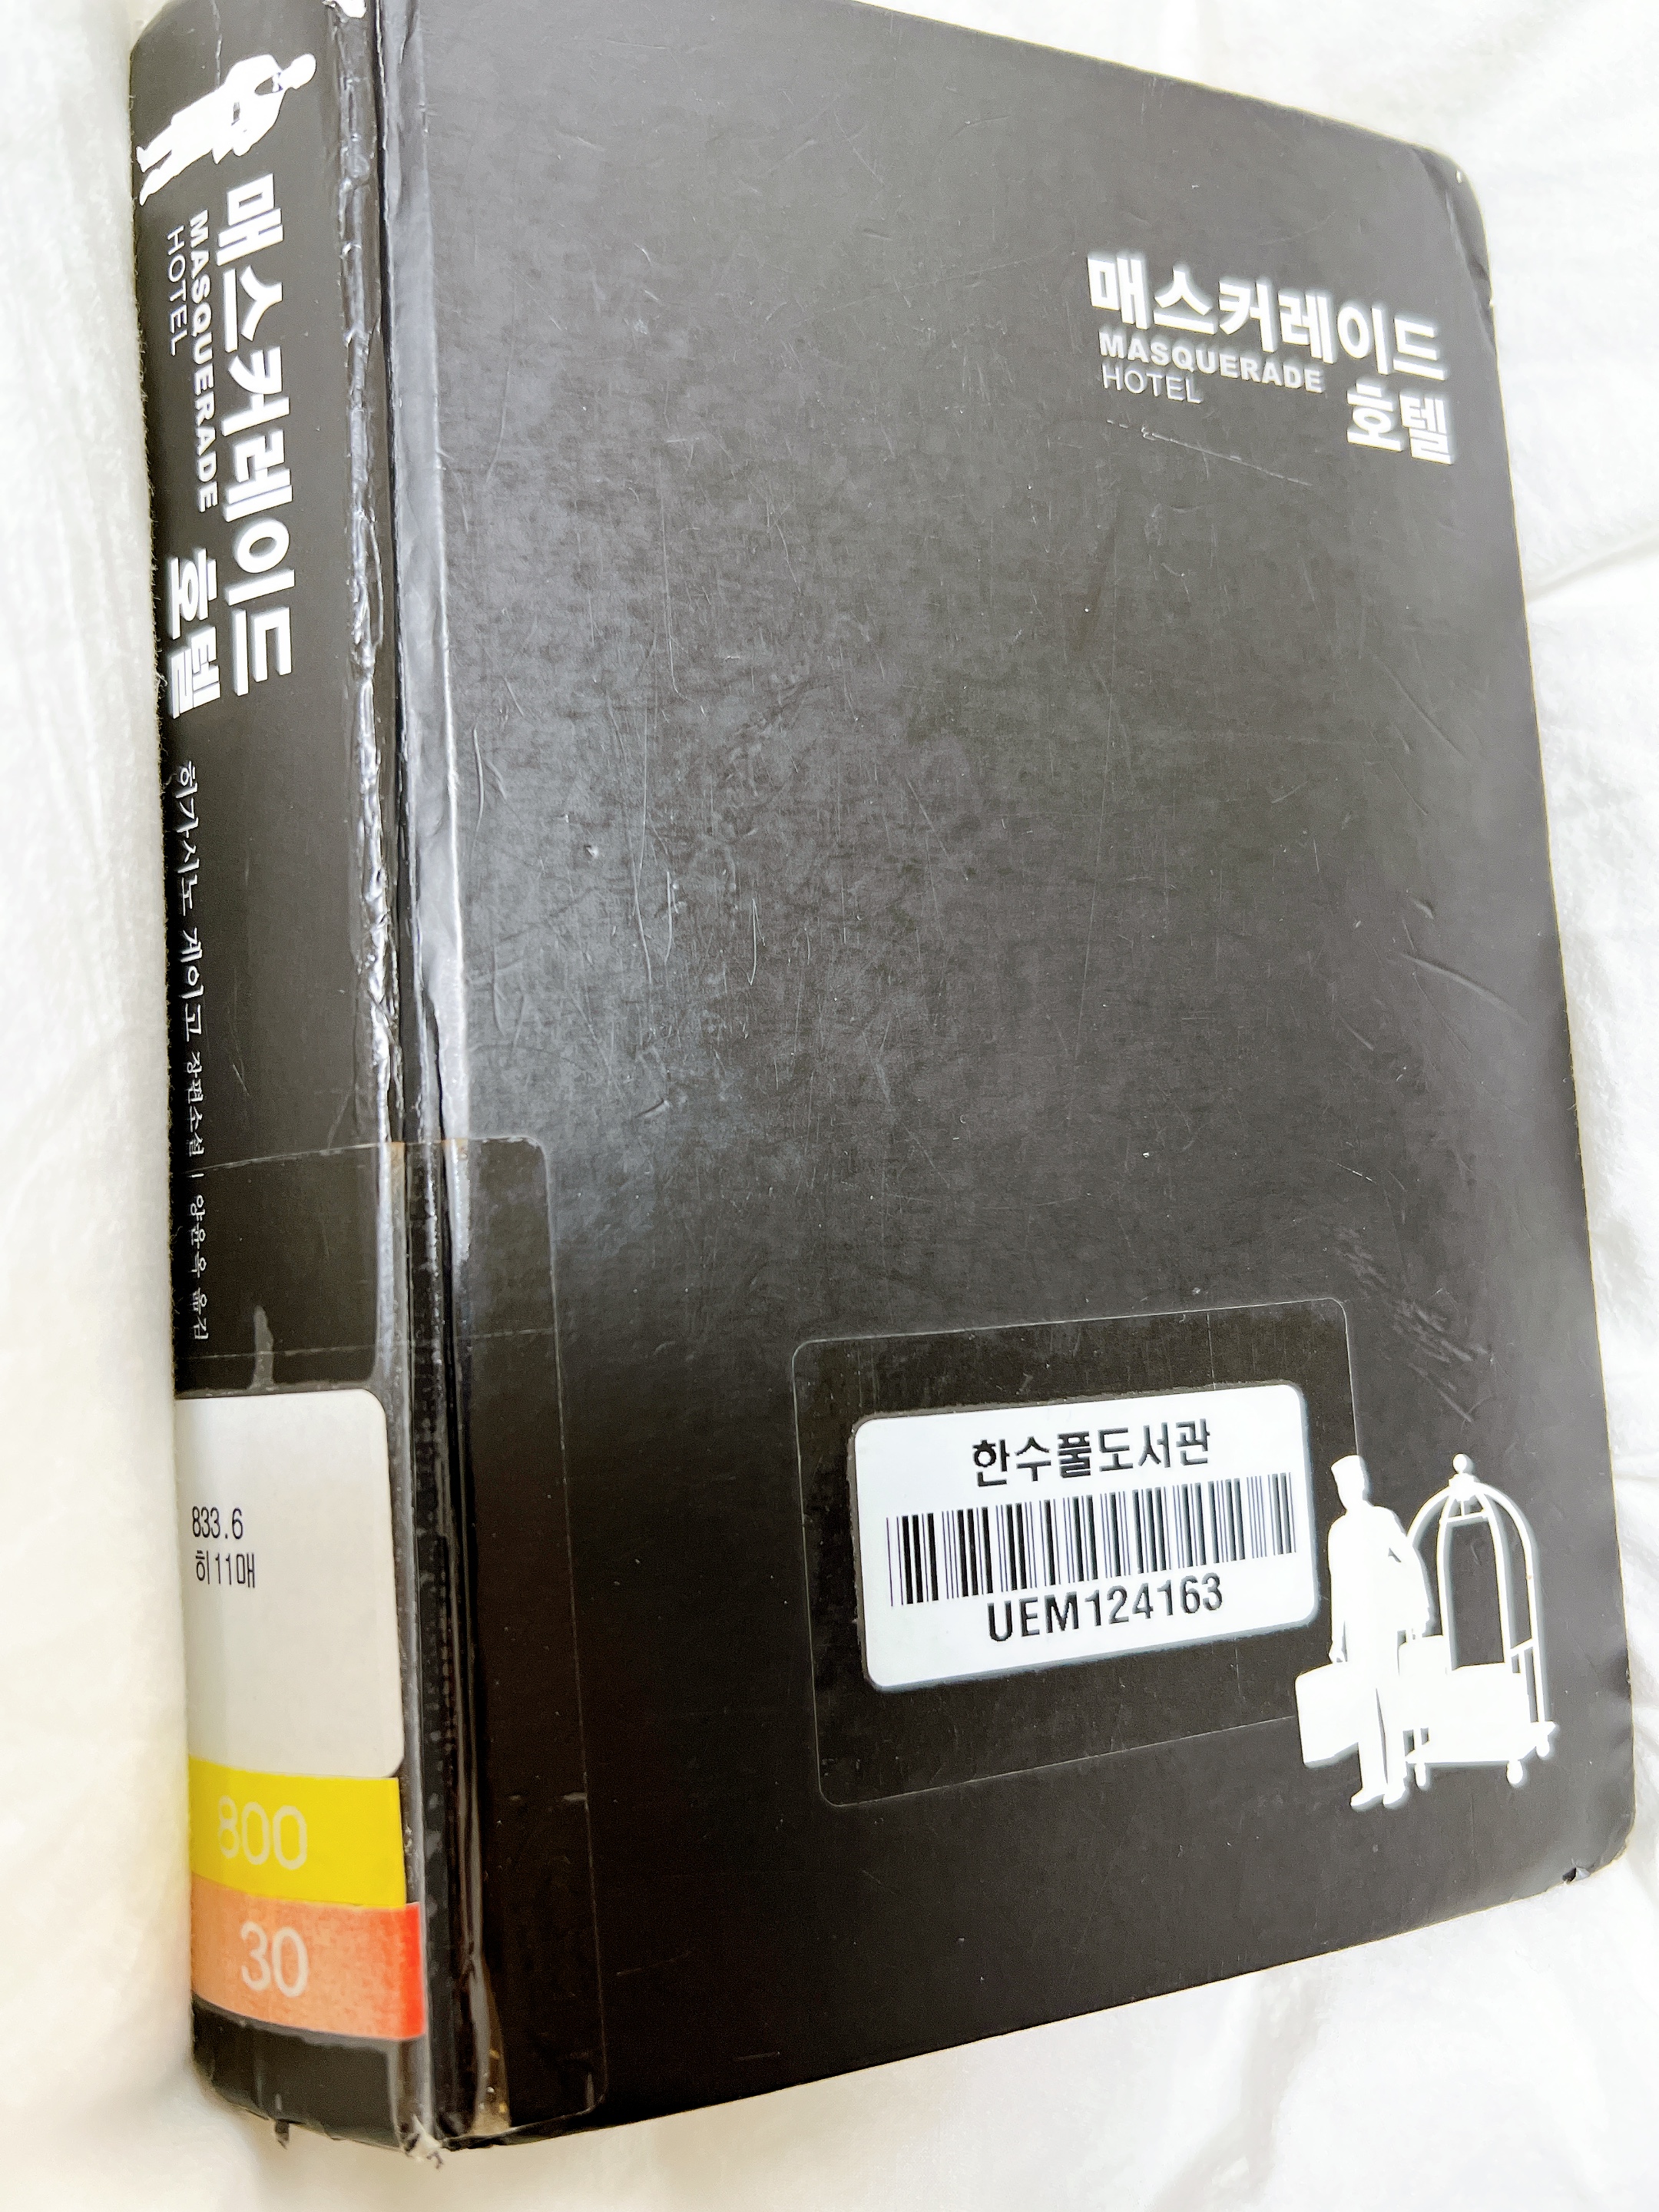 매스커레이드
MASQUERADE
HOTEL
호텔
히가시노 게이고 장편소설 | 양윤옥 옮김
833.6
히11매
800
30
매스커레이드
MASQUERADE
HOTEL
호텔
한수풀도서관
UEM124163